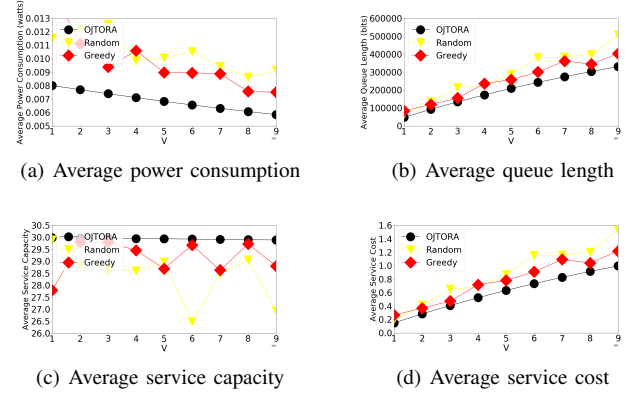 0.013
0.012
0.011
0.010
0.009
0.008
0.007
0.006
0.005
Average Power Consumption (watts)
OJTORA
Random
Greedy
1 2 3 4 5 6 7 8 9
V
(a) Average power consumption
600000
500000
400000
300000
200000
100000
0
Average Queue Length (bits)
OJTORA
Random
Greedy
1 2 3 4 5 6 7 8 9
V
(b) Average queue length
30.5
30.0
29.5
29.0
28.5
28.0
27.5
27.0
26.5
26.0
Average Service Capacity
OJTORA
Random
Greedy
1 2 3 4 5 6 7 8 9
V
(c) Average service capacity
1.6
1.4
1.2
1.0
0.8
0.6
0.4
0.2
0.0
Average Service Cost
OJTORA
Random
Greedy
1 2 3 4 5 6 7 8 9
V
(d) Average service cost